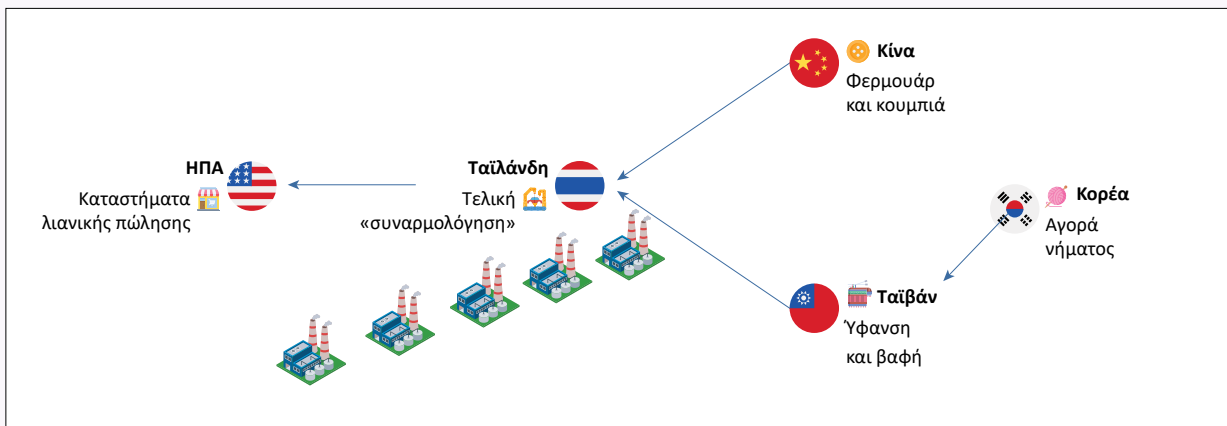 Κίνα
Φερμουάρ
και κουμπιά
ΗΠΑ
Καταστήματα
λιανικής πώλησης
Ταϊλάνδη
Τελική
«συναρμολόγηση»
Κορέα
Αγορά
νήματος
Ταϊβάν
Ύφανση
και βαφή